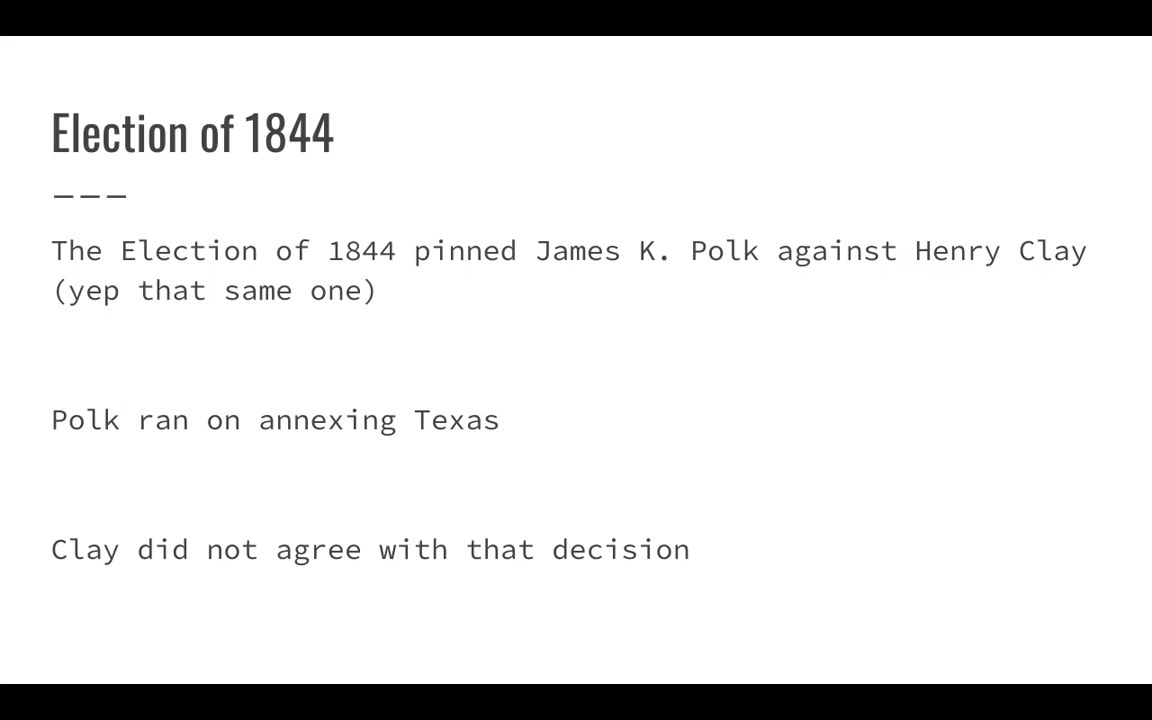 Election of 1844
———
The Election of 1844 pinned James K. Polk against Henry Clay
(yep that same one)
Polk ran on annexing Texas
Clay did not agree with that decision